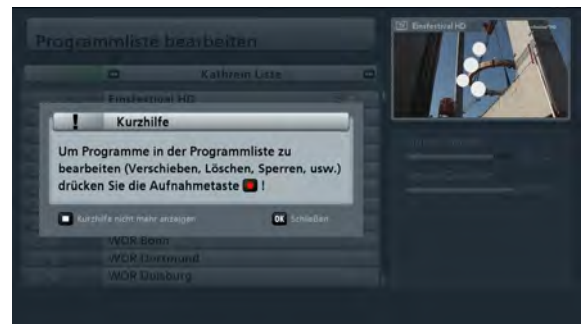 Programmliste bearbeiten
Kathrein Liste
Einsfestival HD
Einsfestival HD
! Kurzhilfe
Um Programme in der Programmliste zu
bearbeiten (Verschieben, Löschen, Sperren, usw.)
drücken Sie die Aufnahmetaste !
Kurzhilfe nicht mehr anzeigen
OK Schließen
WDR Bonn
WDR Dortmund
WDR Duisburg